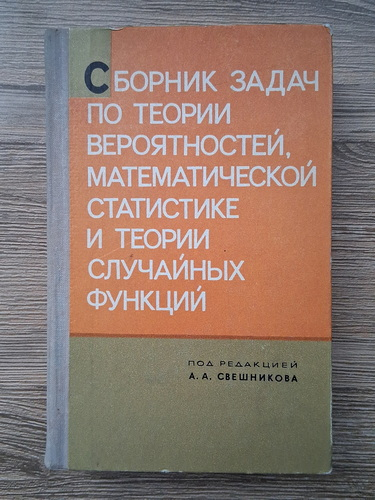 СБОРНИК ЗАДАЧ
ПО ТЕОРИИ
ВЕРОЯТНОСТЕЙ,
МАТЕМАТИЧЕСКОЙ
СТАТИСТИКЕ
И ТЕОРИИ
СЛУЧАЙНЫХ
ФУНКЦИЙ
ПОД РЕДАКЦИЕЙ
А. А. СВЕШНИКОВА